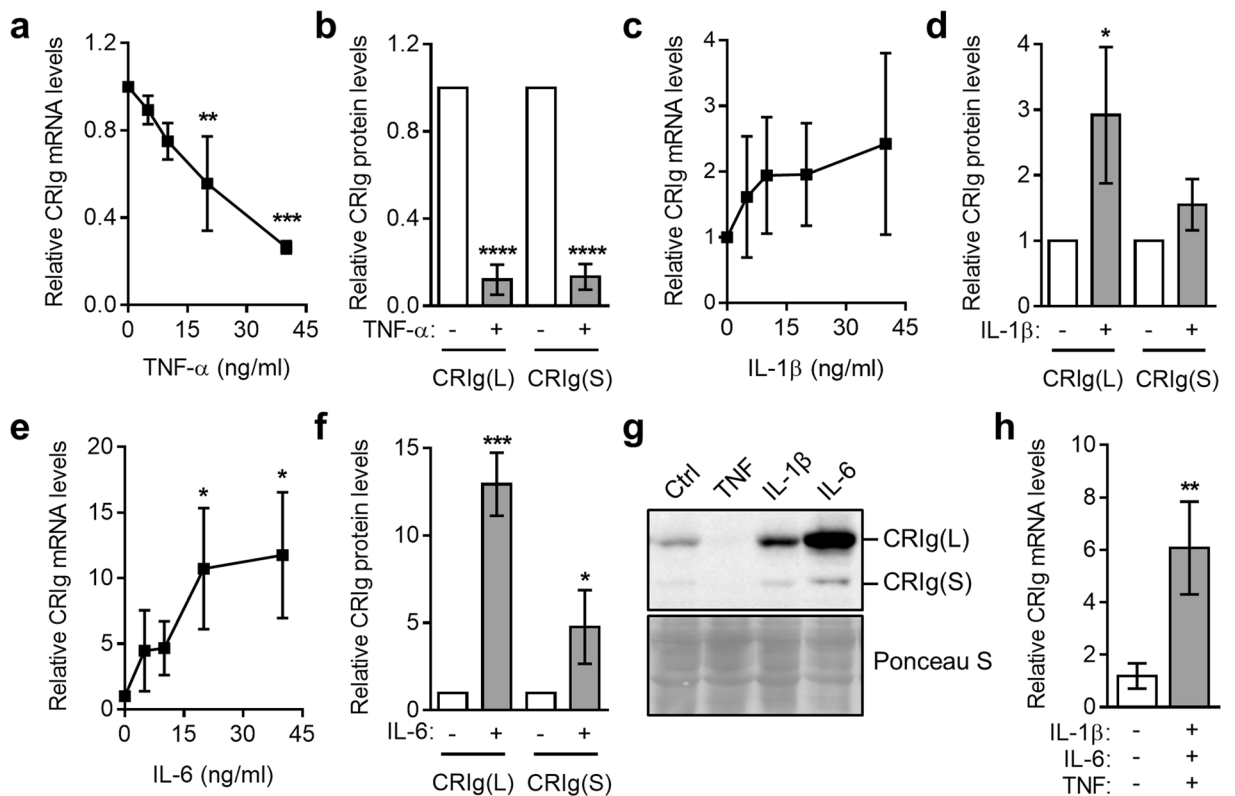 a
Relative CRIg mRNA levels
1.2
0.8
0.4
0.0
**
***
0 15 30 45
TNF-α (ng/ml)
b
Relative CRIg protein levels
1.2
0.8
0.4
0.0
**** ****
TNF-α: - + - +
CRIg(L) CRIg(S)
c
Relative CRIg mRNA levels
4
3
2
1
0
0 15 30 45
IL-1β (ng/ml)
d
Relative CRIg protein levels
4
3
2
1
0
*
IL-1β: - + - +
CRIg(L) CRIg(S)
e
Relative CRIg mRNA levels
20
15
10
5
0
* *
0 15 30 45
IL-6 (ng/ml)
f
Relative CRIg protein levels
15
10
5
0
***
*
IL-6: - + - +
CRIg(L) CRIg(S)
g
Ctrl TNF IL-1β IL-6
CRIg(L)
CRIg(S)
Ponceau S
h
Relative CRIg mRNA levels
10
8
6
4
2
0
**
IL-1β: - +
IL-6: - +
TNF: - +